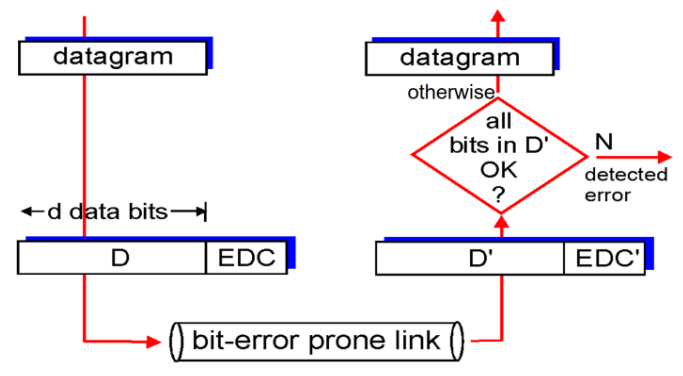 datagram
datagram
otherwise
all
bits in D'
OK
?
N
detected
error
d data bits
D
EDC
D'
EDC'
bit-error prone link